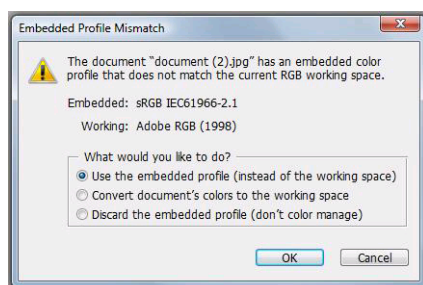 Embedded Profile Mismatch
The document "document (2).jpg" has an embedded color
profile that does not match the current RGB working space.
Embedded: sRGB IEC61966-2.1
Working: Adobe RGB (1998)
What would you like to do?
Use the embedded profile (instead of the working space)
Convert document's colors to the working space
Discard the embedded profile (don't color manage)
OK Cancel